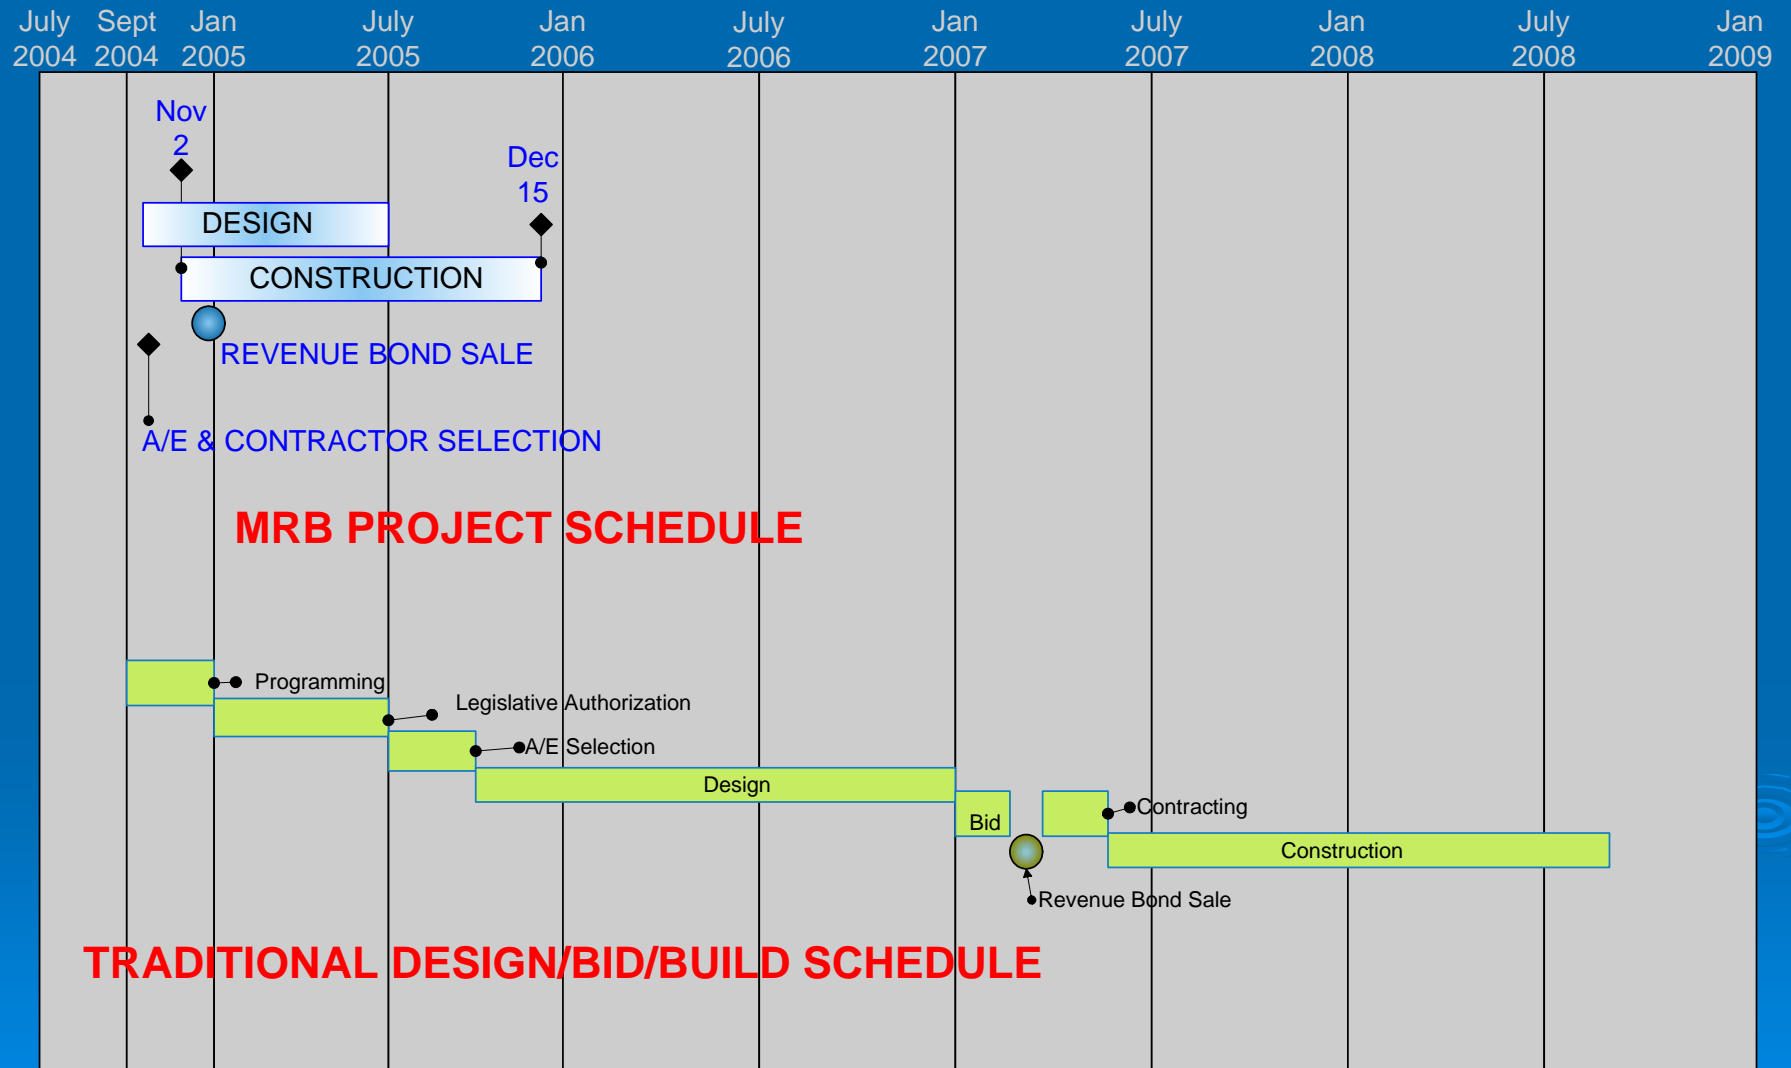 July Sept Jan July Jan July Jan July Jan July Jan
2004 2004 2005 2005 2006 2006 2007 2007 2008 2008 2009
Nov
2
Dec
15
DESIGN
CONSTRUCTION
REVENUE BOND SALE
A/E & CONTRACTOR SELECTION
MRB PROJECT SCHEDULE
Programming
Legislative Authorization
A/E Selection
Design
Contracting
Bid
Construction
Revenue Bond Sale
TRADITIONAL DESIGN/BID/BUILD SCHEDULE